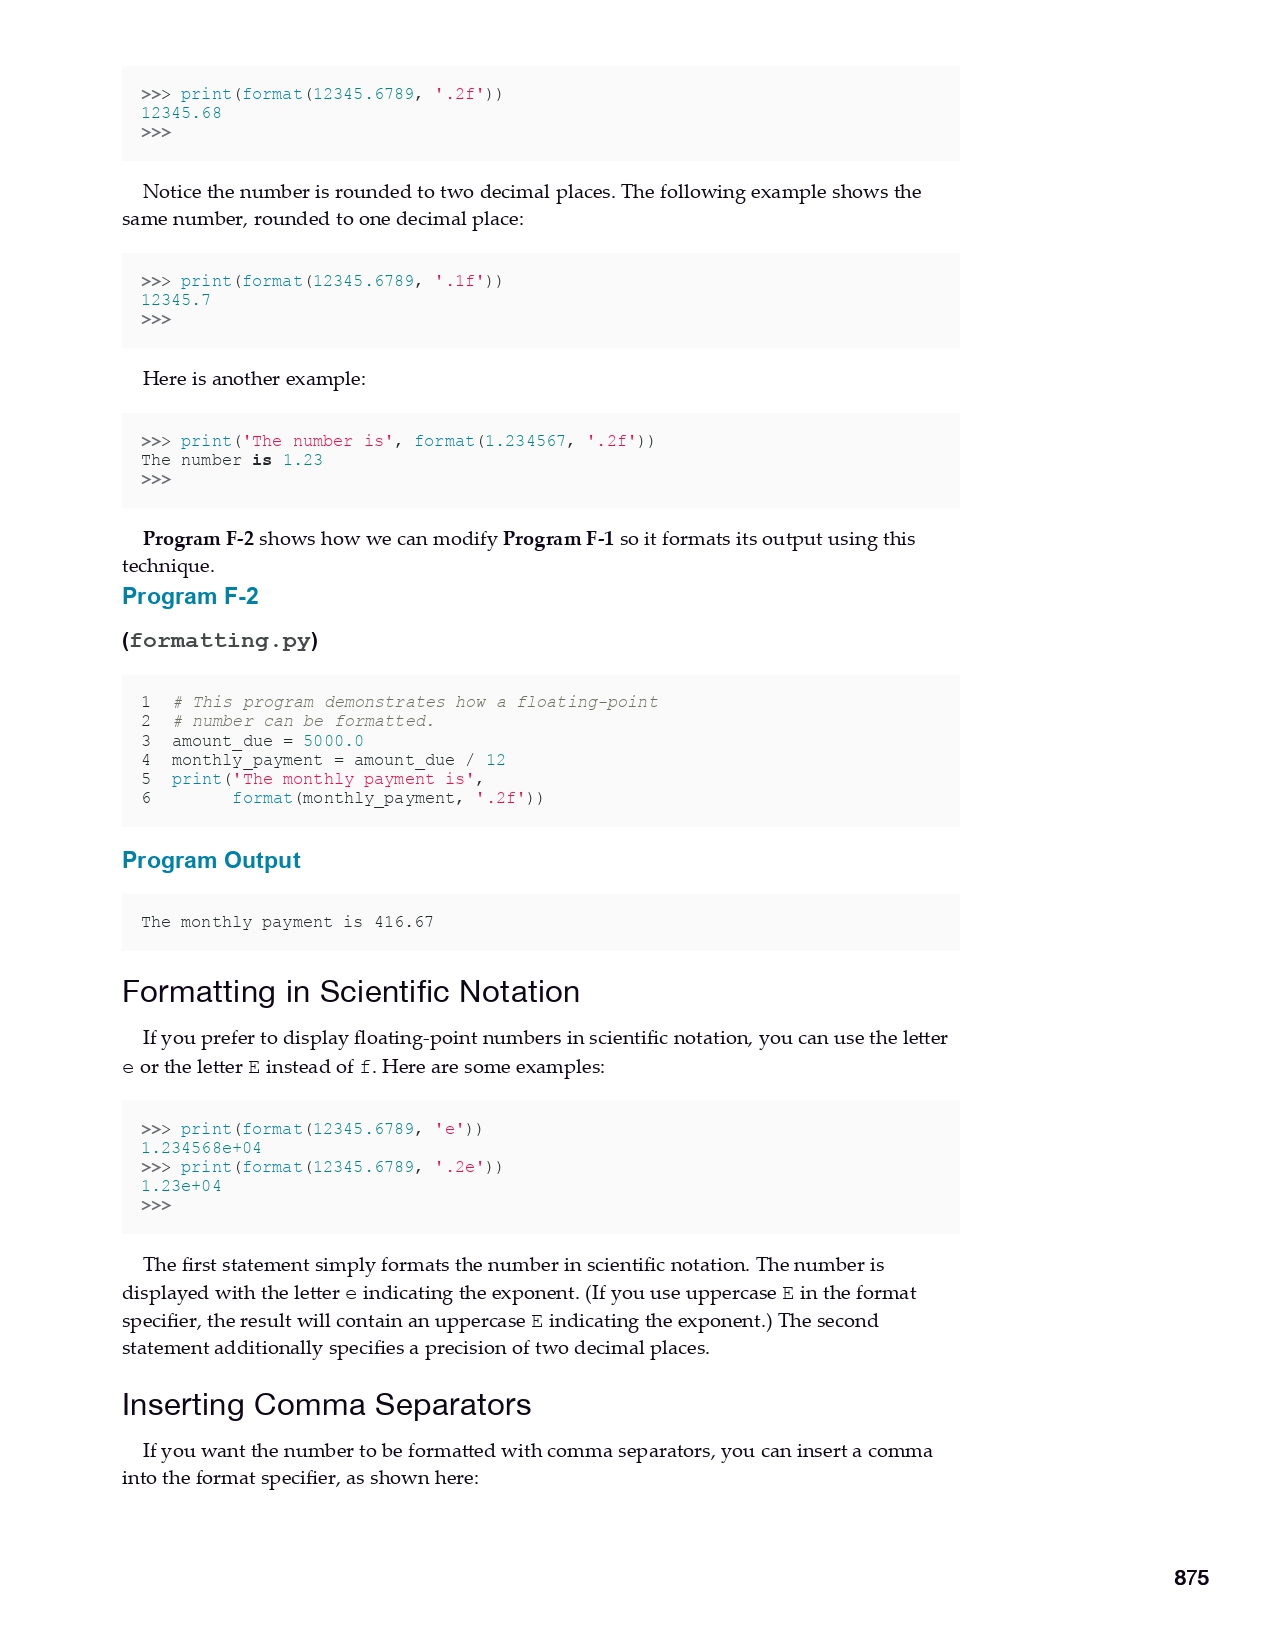 >>> print(format(12345.6789, '.2f'))
12345.68
>>>
Notice the number is rounded to two decimal places. The following example shows the
same number, rounded to one decimal place:
>>> print(format(12345.6789, '.1f'))
12345.7
>>>
Here is another example:
>>> print('The number is', format(1.234567, '.2f'))
The number is 1.23
>>>
Program F-2 shows how we can modify Program F-1 so it formats its output using this
technique.
Program F-2
(formatting.py)
1  # This program demonstrates how a floating-point
2  # number can be formatted.
3  amount_due = 5000.0
4  monthly_payment = amount_due / 12
5  print('The monthly payment is',
6        format(monthly_payment, '.2f'))
Program Output
The monthly payment is 416.67
Formatting in Scientific Notation
If you prefer to display floating-point numbers in scientific notation, you can use the letter
e or the letter E instead of f. Here are some examples:
>>> print(format(12345.6789, 'e'))
1.234568e+04
>>> print(format(12345.6789, '.2e'))
1.23e+04
>>>
The first statement simply formats the number in scientific notation. The number is
displayed with the letter e indicating the exponent. (If you use uppercase E in the format
specifier, the result will contain an uppercase E indicating the exponent.) The second
statement additionally specifies a precision of two decimal places.
Inserting Comma Separators
If you want the number to be formatted with comma separators, you can insert a comma
into the format specifier, as shown here:
875